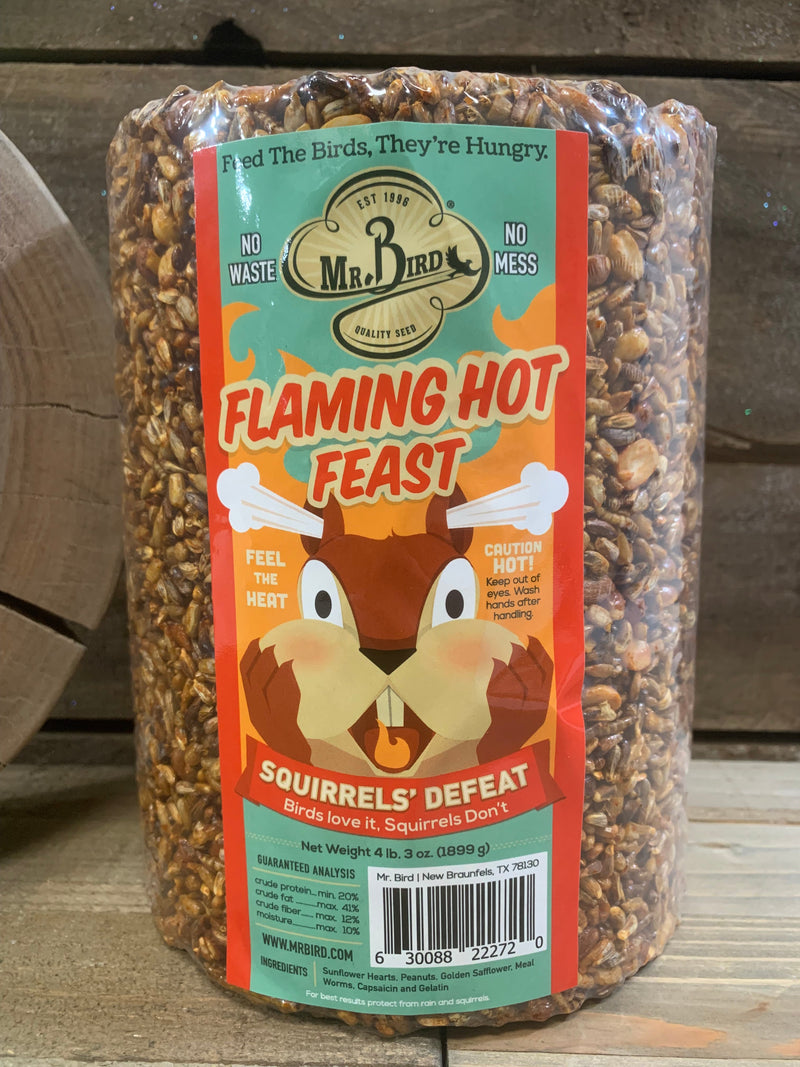 Feed The Birds, They're Hungry.
EST 1996
®
NO
WASTE
MR. BIRD
NO
MESS
QUALITY SEED
FLAMING HOT
FEAST
FEEL
THE
HEAT
CAUTION
HOT!
Keep out of
eyes. Wash
hands after
handling.
SQUIRRELS' DEFEAT
Birds love it, Squirrels Don't
Net Weight 4 lb. 3 oz. (1899 g)
GUARANTEED ANALYSIS
crude protein...min. 20%
crude fat ......... max. 41%
crude fiber...... max. 12%
moisture......... max. 10%
WWW.MRBIRD.COM
Mr. Bird | New Braunfels, TX 78130
6 30088 22272 0
INGREDIENTS
Sunflower Hearts, Peanuts, Golden Safflower, Meal
Worms, Capsaicin and Gelatin
For best results protect from rain and squirrels.